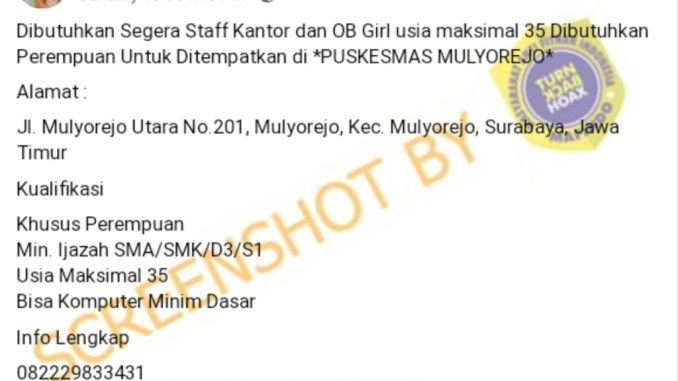 Dibutuhkan Segera Staff Kantor dan OB Girl usia maksimal 35 Dibutuhkan
Perempuan Untuk Ditempatkan di *PUSKESMAS MULYOREJO*
Alamat :
Jl. Mulyorejo Utara No.201, Mulyorejo, Kec. Mulyorejo, Surabaya, Jawa
Timur
Kualifikasi
Khusus Perempuan
Min. Ijazah SMA/SMK/D3/S1
Usia Maksimal 35
Bisa Komputer Minim Dasar
Info Lengkap
082229833431
SCREENSHOT BY
TURN
BACK
HOAX
MASYARAKAT ANTI FITNAH INDONESIA
MAFINDO